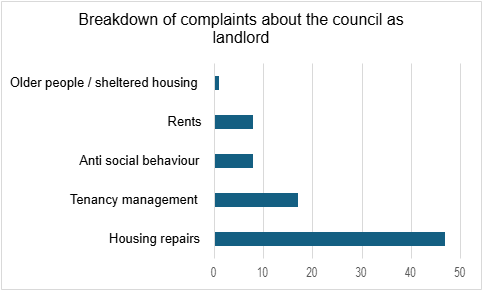 Breakdown of complaints about the council as
landlord
Older people / sheltered housing
Rents
Anti social behaviour
Tenancy management
Housing repairs
0 10 20 30 40 50